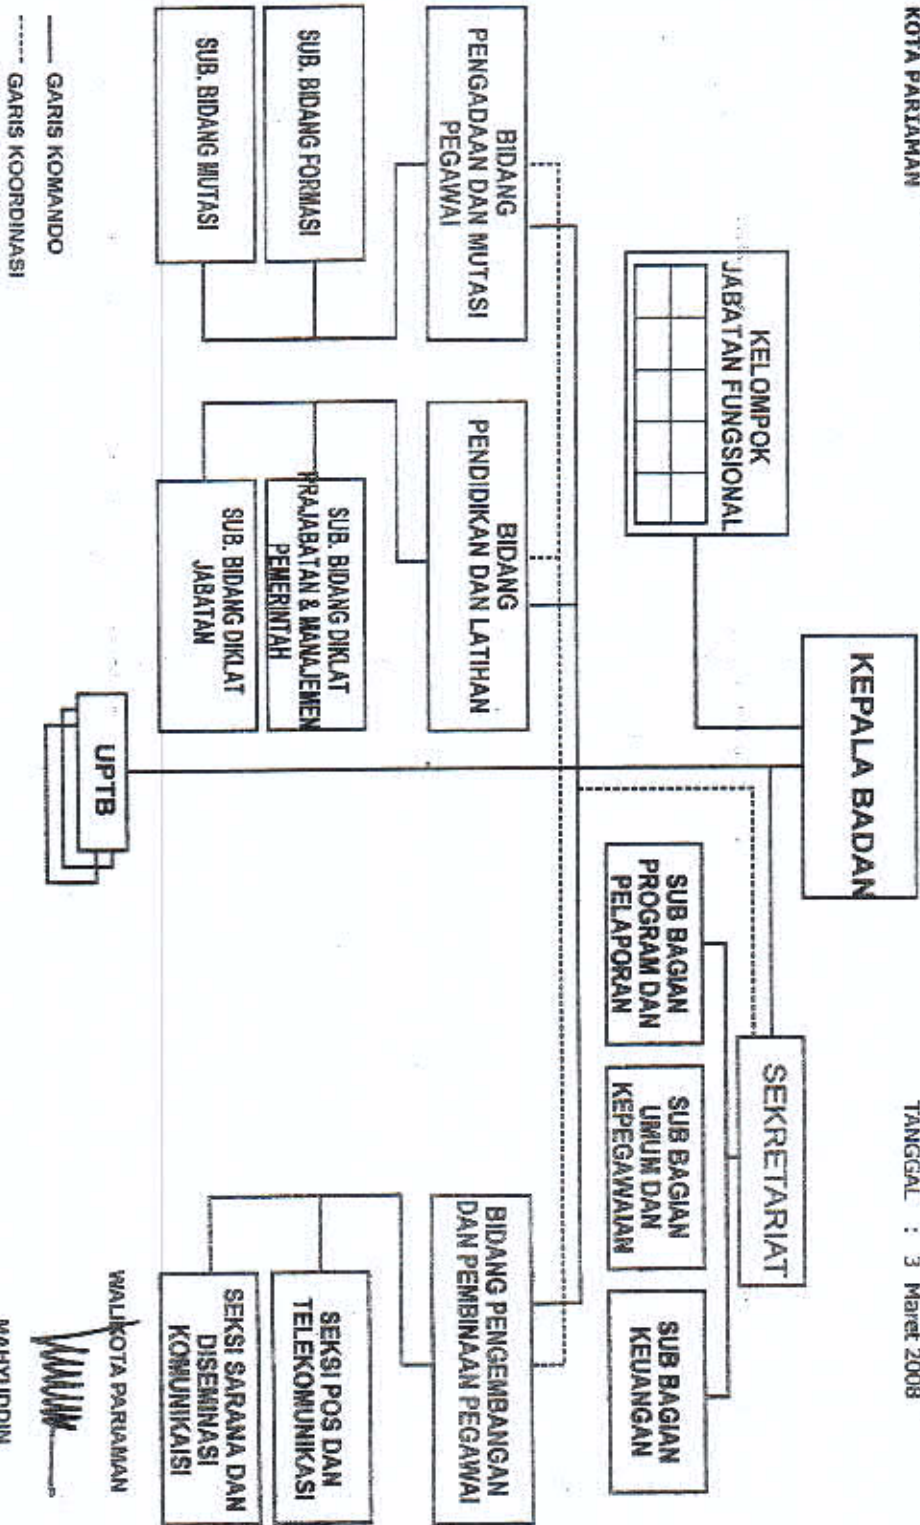 KOTA PARIAMAN
TANGGAL : 3 Maret 2008
KEPALA BADAN
KELOMPOK
JABATAN FUNGSIONAL
SEKRETARIAT
SUB BAGIAN
PROGRAM DAN
PELAPORAN
SUB BAGIAN
UMUM DAN
KEPEGAWAIAN
SUB BAGIAN
KEUANGAN
BIDANG
PENGADAAN DAN MUTASI
PEGAWAI
BIDANG
PENDIDIKAN DAN LATIHAN
BIDANG PENGEMBANGAN
DAN PEMBINAAN PEGAWAI
SUB. BIDANG FORMASI
SUB. BIDANG DIKLAT
PRAJABATAN & MANAJEMEN
PEMERINTAH
SEKSI POS DAN
TELEKOMUNIKASI
SUB. BIDANG MUTASI
SUB. BIDANG DIKLAT
JABATAN
SEKSI SARANA DAN
DISEMINASI
KOMUNIKAISI
UPTB
GARIS KOMANDO
GARIS KOORDINASI
WALIKOTA PARIAMAN
MAHYUDDIN